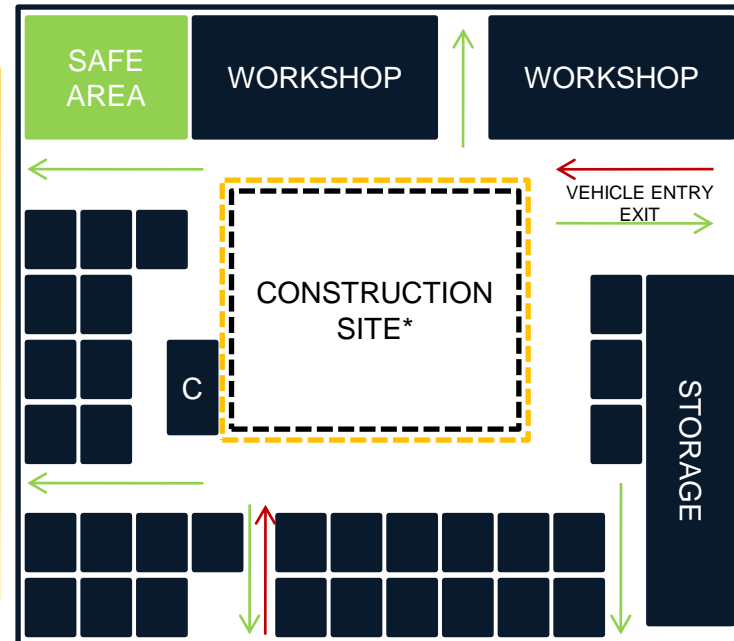 SAFE
AREA
WORKSHOP
WORKSHOP
VEHICLE ENTRY
EXIT
CONSTRUCTION
SITE*
C
STORAGE